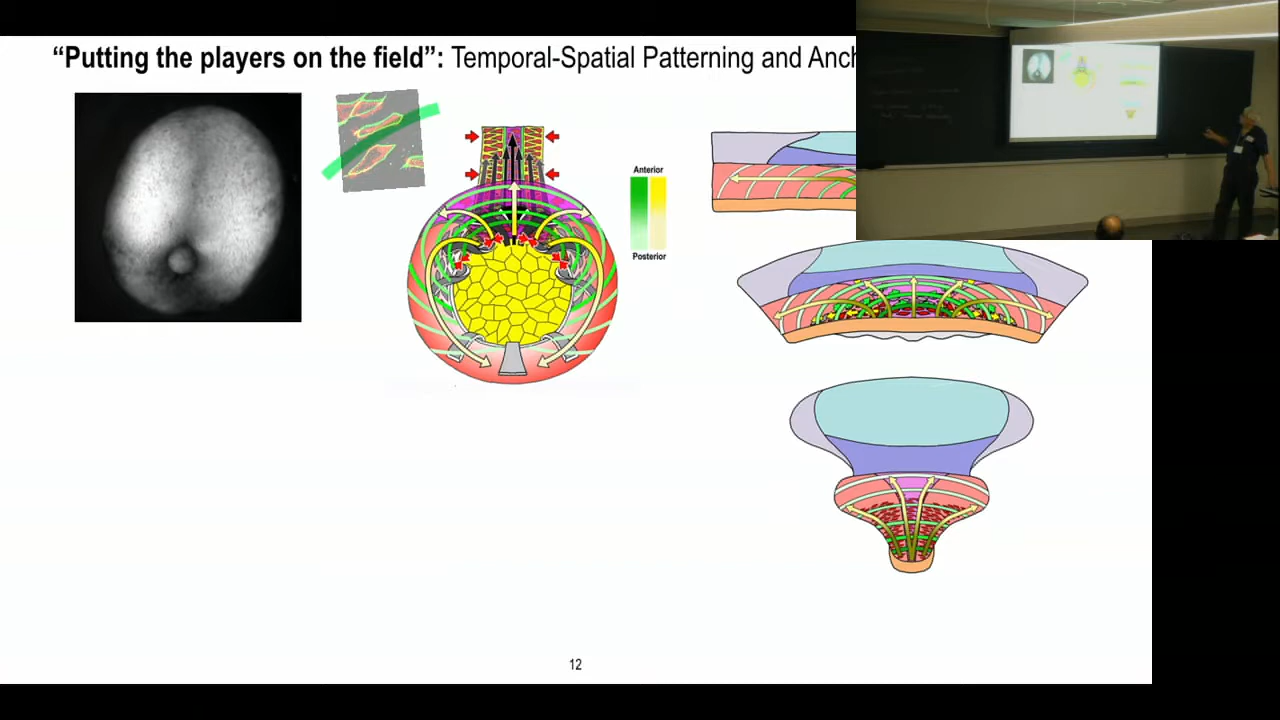 “Putting the players on the field”: Temporal-Spatial Patterning and Anch
Anterior
Posterior
12